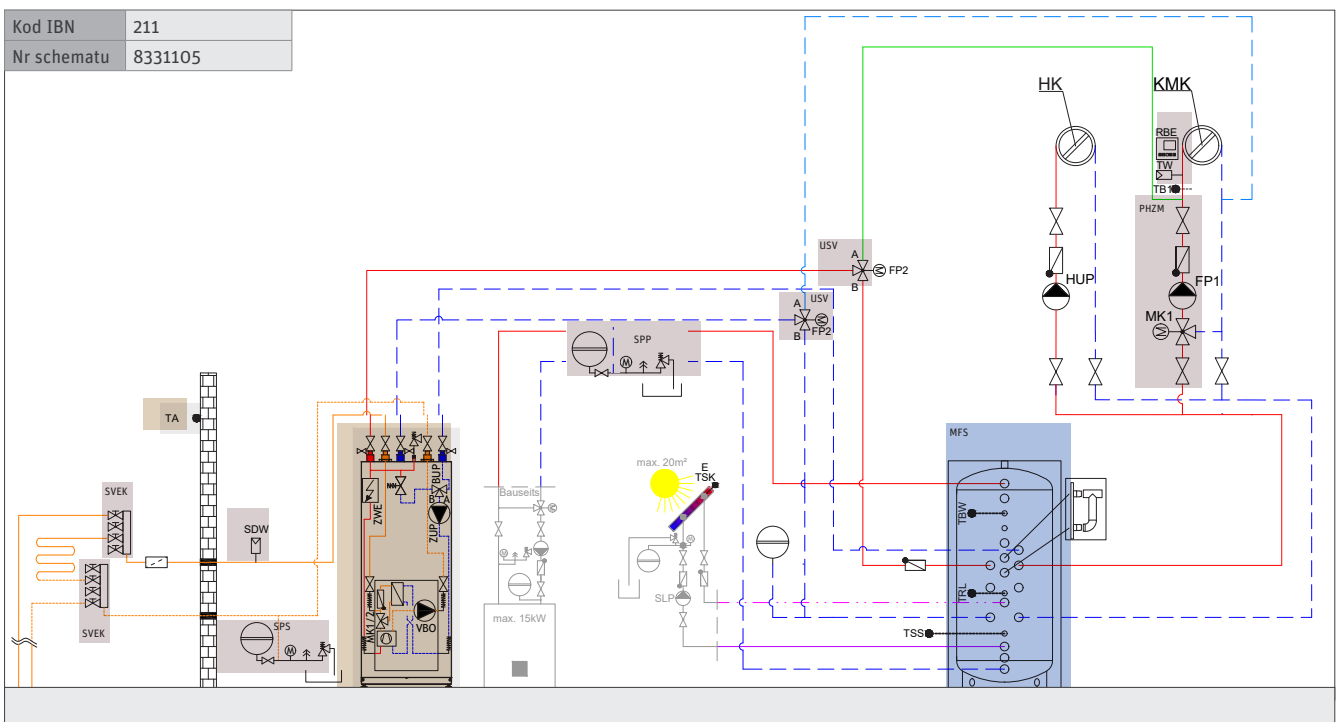 Kod IBN 211
Nr schematu 8331105
HK
KMK
RBE
TW
TB1
PHZM
USV
A
FP2
B
HUP
FP1
A
USV
B
FP2
MK1
SPP
TA
MFS
max. 20m²
E
TSK
BUP
Bauseits
SVEK
ZWE
B
A
ZUP
TBW
SDW
SLP
TRL
max. 15kW
MK1/2
VBO
SVEK
SPS
TSS